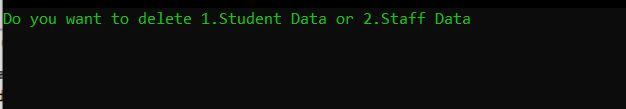 Do you want to delete 1.Student Data or 2.Staff Data